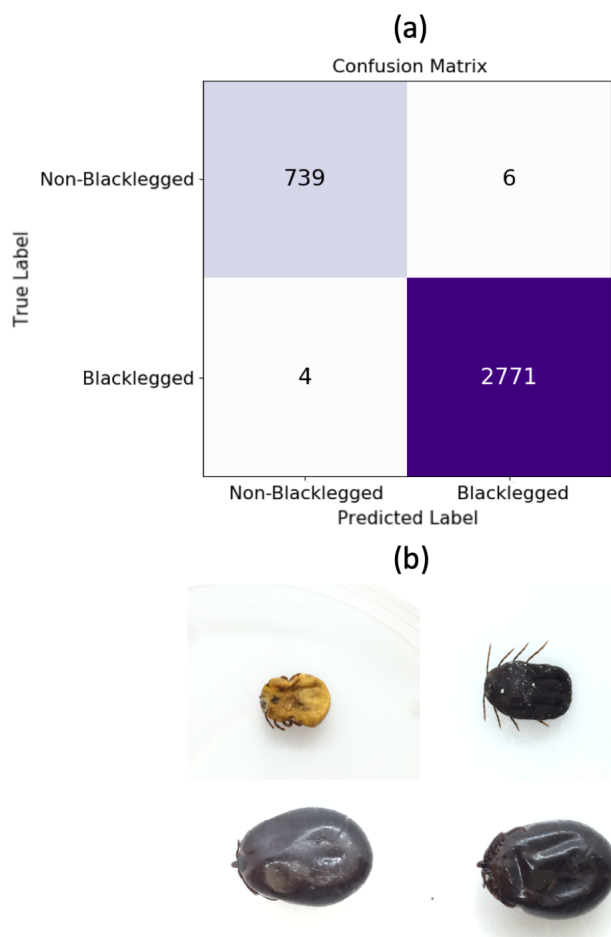 (a)
Confusion Matrix
Non-Blacklegged
739
6
True Label
Blacklegged
4
2771
Non-Blacklegged
Blacklegged
Predicted Label
(b)